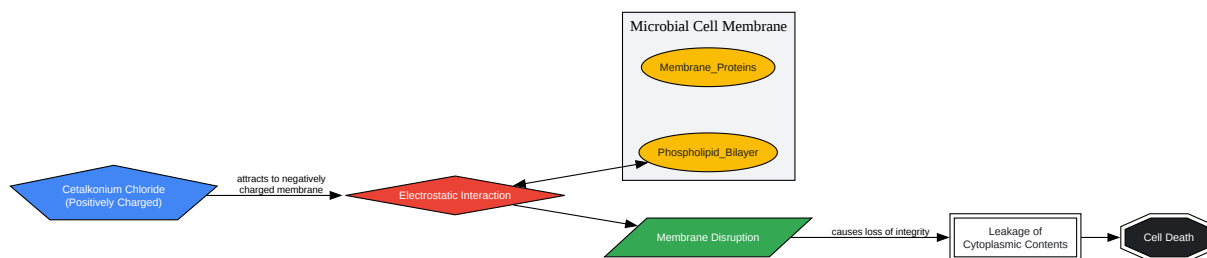 Microbial Cell Membrane
Membrane_Proteins
Phospholipid_Bilayer
Cetalkonium Chloride
(Positively Charged)
attracts to negatively
charged membrane
Electrostatic Interaction
Membrane Disruption
causes loss of integrity
Leakage of
Cytoplasmic Contents
Cell Death